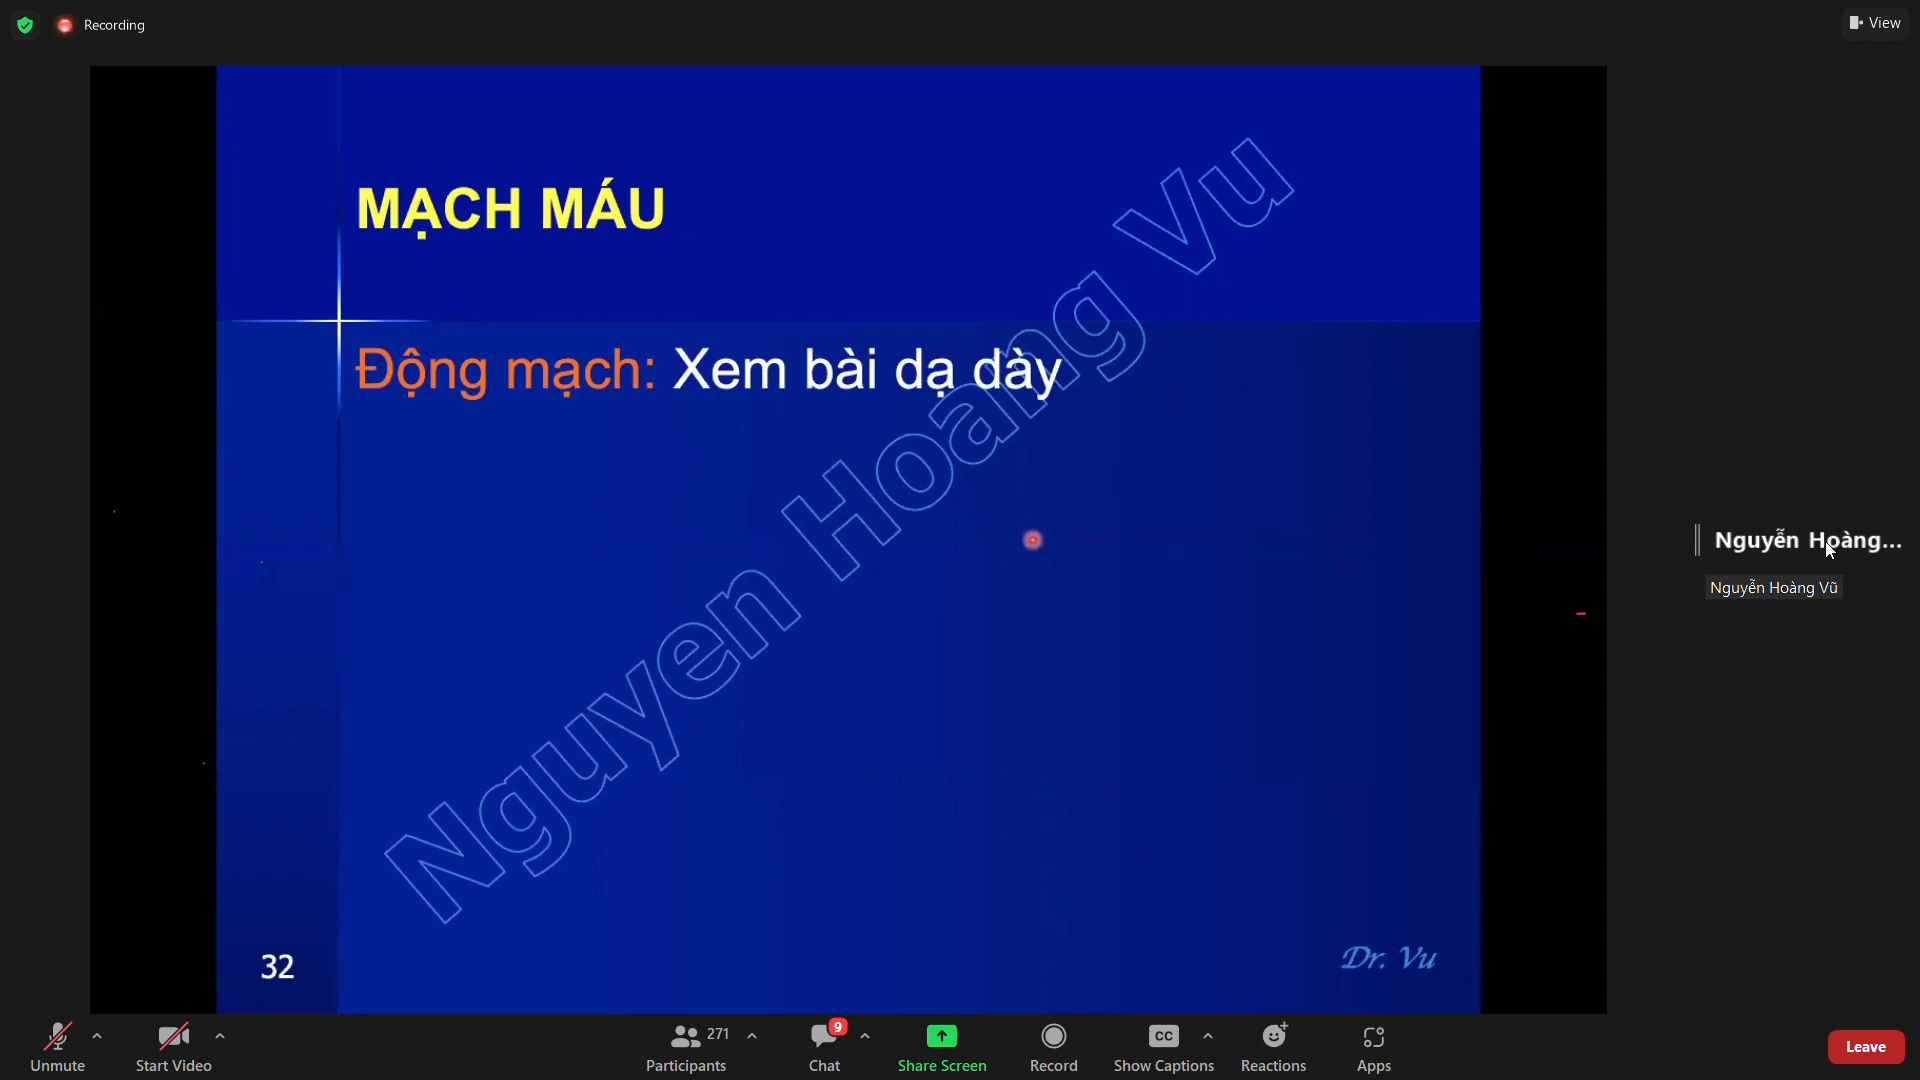 Recording
View
MẠCH MÁU
Động mạch: Xem bài dạ dày
Nguyen Hoang Vu
Nguyễn Hoàng...
Nguyễn Hoàng Vũ
32
Dr. Vu
Unmute
Start Video
271
Participants
9
Chat
Share Screen
Record
CC
Show Captions
Reactions
Apps
Leave